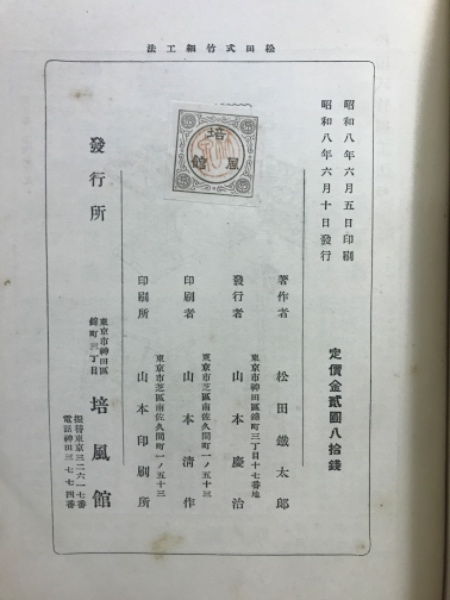 法工細竹式田松
昭和八年六月五日印刷
昭和八年六月十日發行
定價金貳圓八拾錢
培風館
著作者 松田鐵太郎
東京市神田區錦町三丁目十七番地
發行者 山本慶治
東京市芝區南佐久間町一ノ五十三
印刷者 山本淸作
東京市芝區南佐久間町一ノ五十三
印刷所 山本印刷所
發行所
東京市神田區
錦町三丁目
培風館
振替東京三二六一七番
電話神田三七七四番